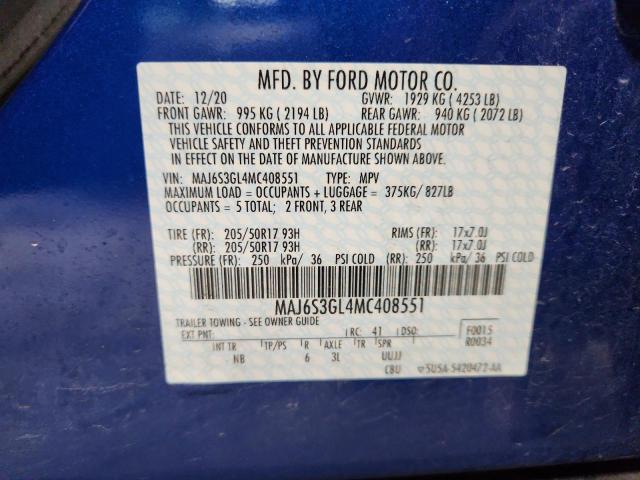 MFD. BY FORD MOTOR CO.
DATE: 12/20 GVWR: 1929 KG ( 4253 LB)
FRONT GAWR: 995 KG ( 2194 LB) REAR GAWR: 940 KG ( 2072 LB)
THIS VEHICLE CONFORMS TO ALL APPLICABLE FEDERAL MOTOR
VEHICLE SAFETY AND THEFT PREVENTION STANDARDS
IN EFFECT ON THE DATE OF MANUFACTURE SHOWN ABOVE.
VIN: MAJ6S3GL4MC408551 TYPE: MPV
MAXIMUM LOAD = OCCUPANTS + LUGGAGE = 375KG/ 827LB
OCCUPANTS = 5 TOTAL; 2 FRONT, 3 REAR
TIRE (FR): 205/50R17 93H RIMS (FR): 17x7.0J
(RR): 205/50R17 93H (RR): 17x7.0J
PRESSURE (FR) 250 kPa/ 36 PSI COLD (RR) 250 kPa/ 36 PSI COLD
MAJ6S3GL4MC408551
TRAILER TOWING - SEE OWNER GUIDE
EXT PNT: RC: 41 DSO: F0015
R0034
INT TR TP/PS R AXLE TR SPR
NB 6 3L UUJJ
CBU 5U5A-5420472-AA